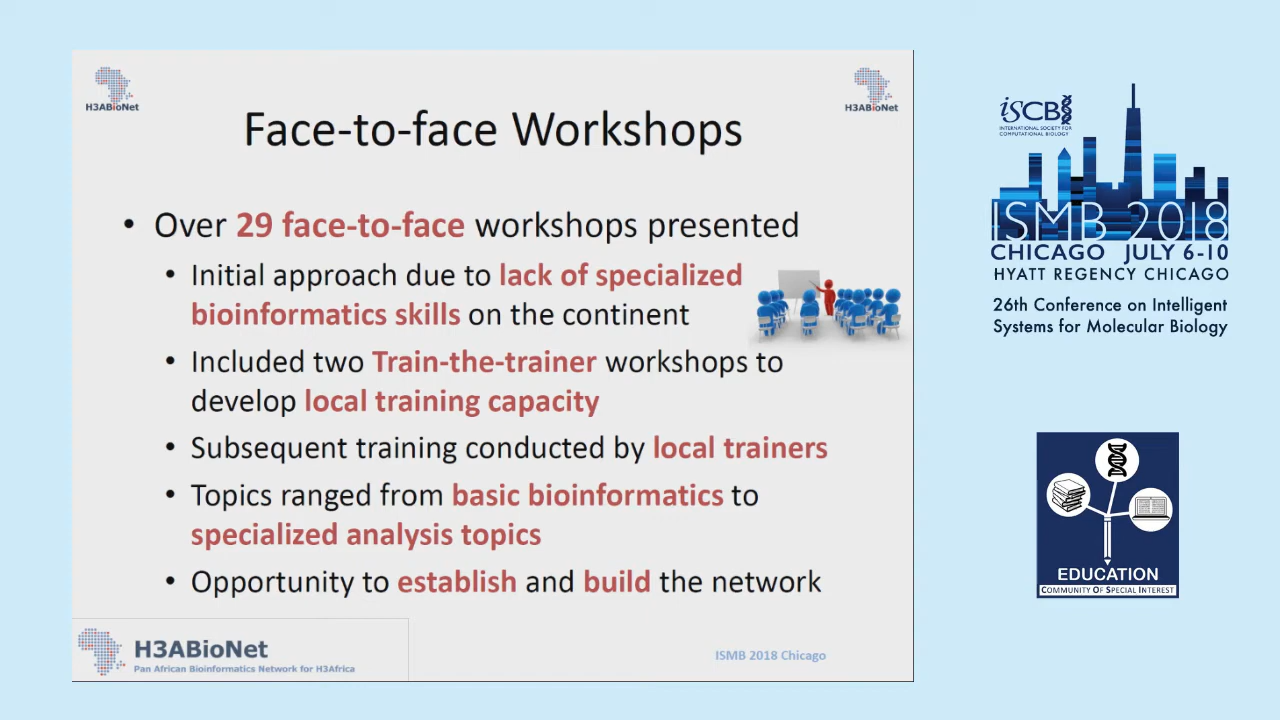 H3ABioNet
H3ABioNet
Face-to-face Workshops
• Over 29 face-to-face workshops presented
• Initial approach due to lack of specialized
bioinformatics skills on the continent
• Included two Train-the-trainer workshops to
develop local training capacity
• Subsequent training conducted by local trainers
• Topics ranged from basic bioinformatics to
specialized analysis topics
• Opportunity to establish and build the network
H3ABioNet
Pan African Bioinformatics Network for H3Africa
ISMB 2018 Chicago
iSCB
INTERNATIONAL SOCIETY FOR
COMPUTATIONAL BIOLOGY
ISMB 2018
CHICAGO JULY 6-10
HYATT REGENCY CHICAGO
26th Conference on Intelligent
Systems for Molecular Biology
EDUCATION
COMMUNITY OF SPECIAL INTEREST